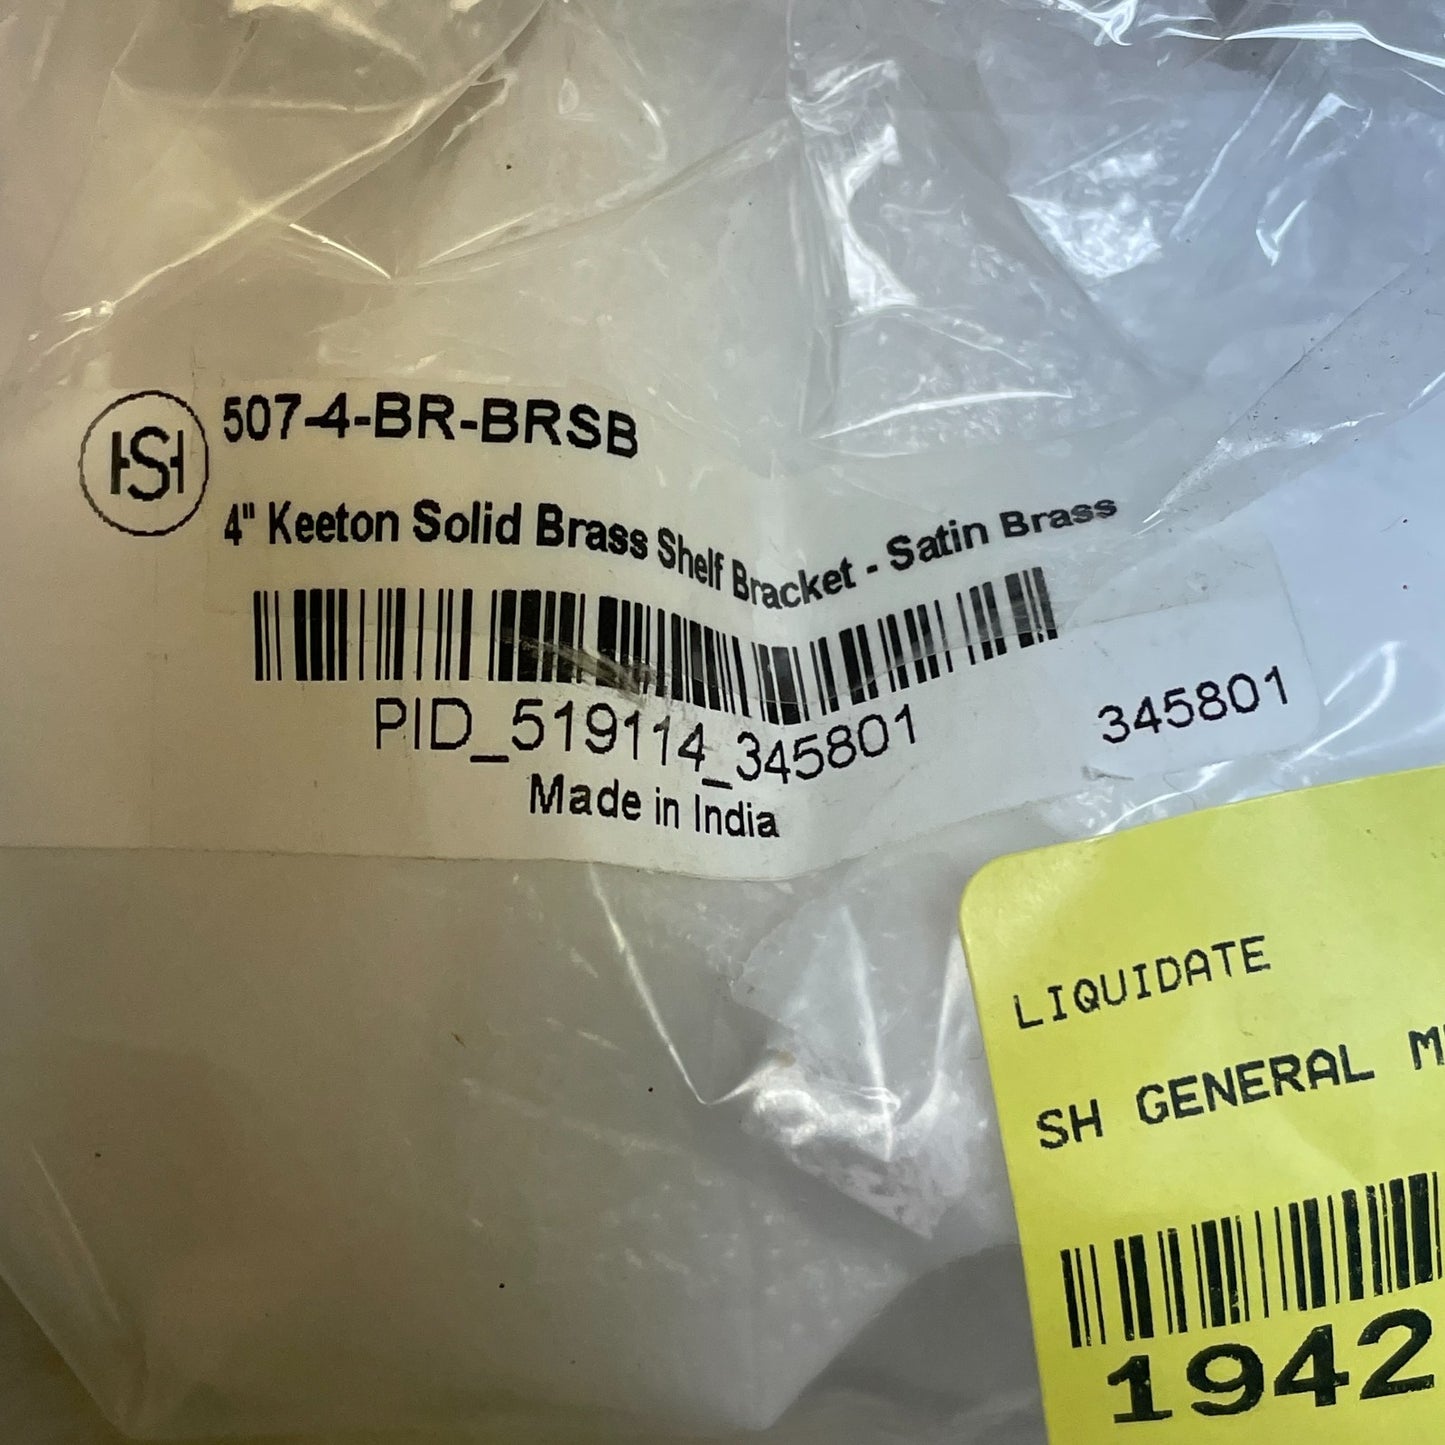 HSH
507-4-BR-BRSB
4" Keeton Solid Brass Shelf Bracket - Satin Brass
PID_519114_345801
345801
Made in India
LIQUIDATE
SH GENERAL
1942